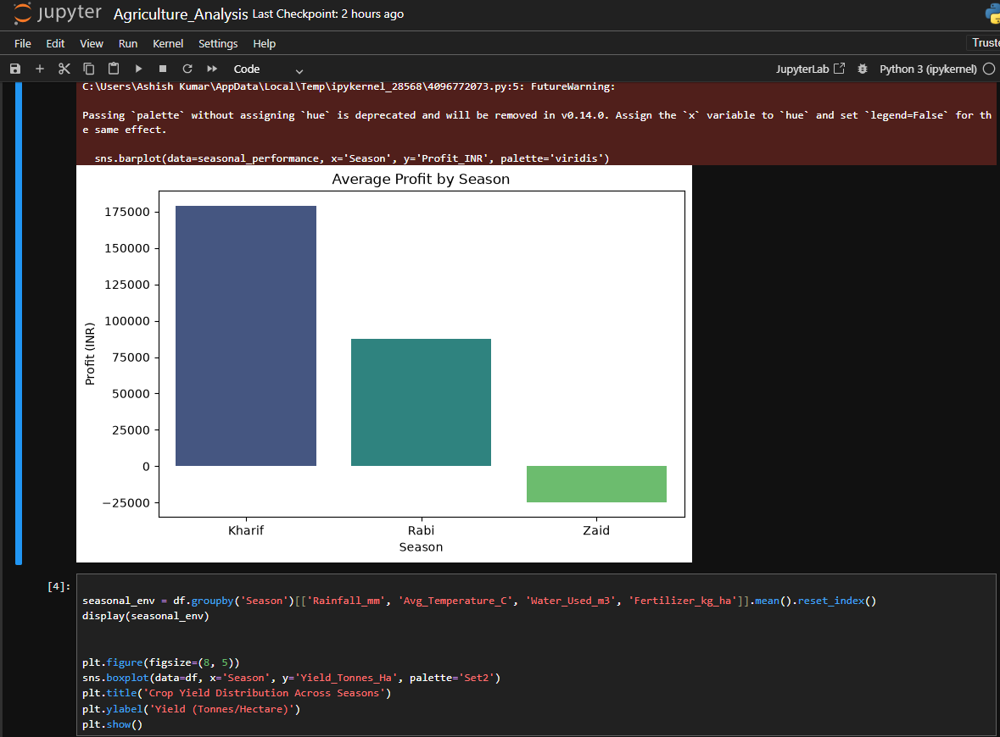 jupyter Agriculture_Analysis Last Checkpoint: 2 hours ago
File Edit View Run Kernel Settings Help Truste
Code JupyterLab Python 3 (ipykernel)
C:\Users\Ashish Kumar\AppData\Local\Temp\ipykernel_28568\4096772073.py:5: FutureWarning:
Passing `palette` without assigning `hue` is deprecated and will be removed in v0.14.0. Assign the `x` variable to `hue` and set `legend=False` for th
e same effect.
sns.barplot(data=seasonal_performance, x='Season', y='Profit_INR', palette='viridis')
Average Profit by Season
175000
150000
125000
100000
75000
50000
25000
0
−25000
Profit (INR)
Kharif Rabi Zaid
Season
[4]:
seasonal_env = df.groupby('Season')[['Rainfall_mm', 'Avg_Temperature_C', 'Water_Used_m3', 'Fertilizer_kg_ha']].mean().reset_index()
display(seasonal_env)
plt.figure(figsize=(8, 5))
sns.boxplot(data=df, x='Season', y='Yield_Tonnes_Ha', palette='Set2')
plt.title('Crop Yield Distribution Across Seasons')
plt.ylabel('Yield (Tonnes/Hectare)')
plt.show()